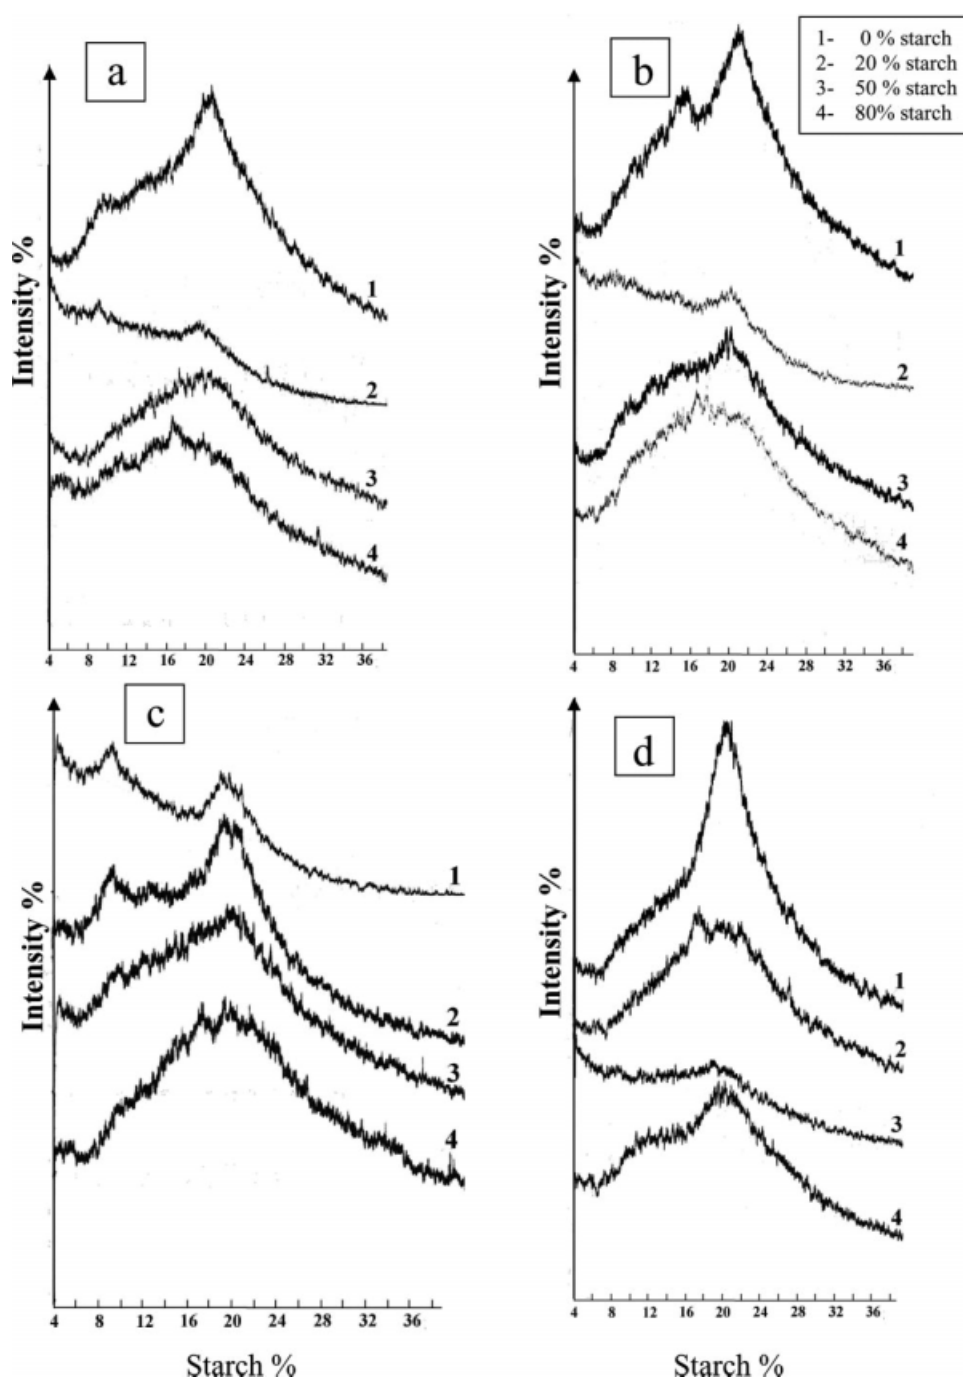 a
b
1- 0 % starch
2- 20 % starch
3- 50 % starch
4- 80% starch
Intensity %
Intensity %
1
2
3
4
1
2
3
4
4 8 12 16 20 24 28 32 36
4 8 12 16 20 24 28 32 36
c
d
Intensity %
Intensity %
1
2
3
4
1
2
3
4
4 8 12 16 20 24 28 32 36
4 8 12 16 20 24 28 32 36
Starch %
Starch %